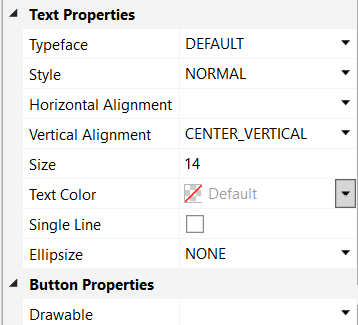 Text Properties
Typeface DEFAULT
Style NORMAL
Horizontal Alignment
Vertical Alignment CENTER_VERTICAL
Size 14
Text Color Default
Single Line
Ellipsize NONE
Button Properties
Drawable